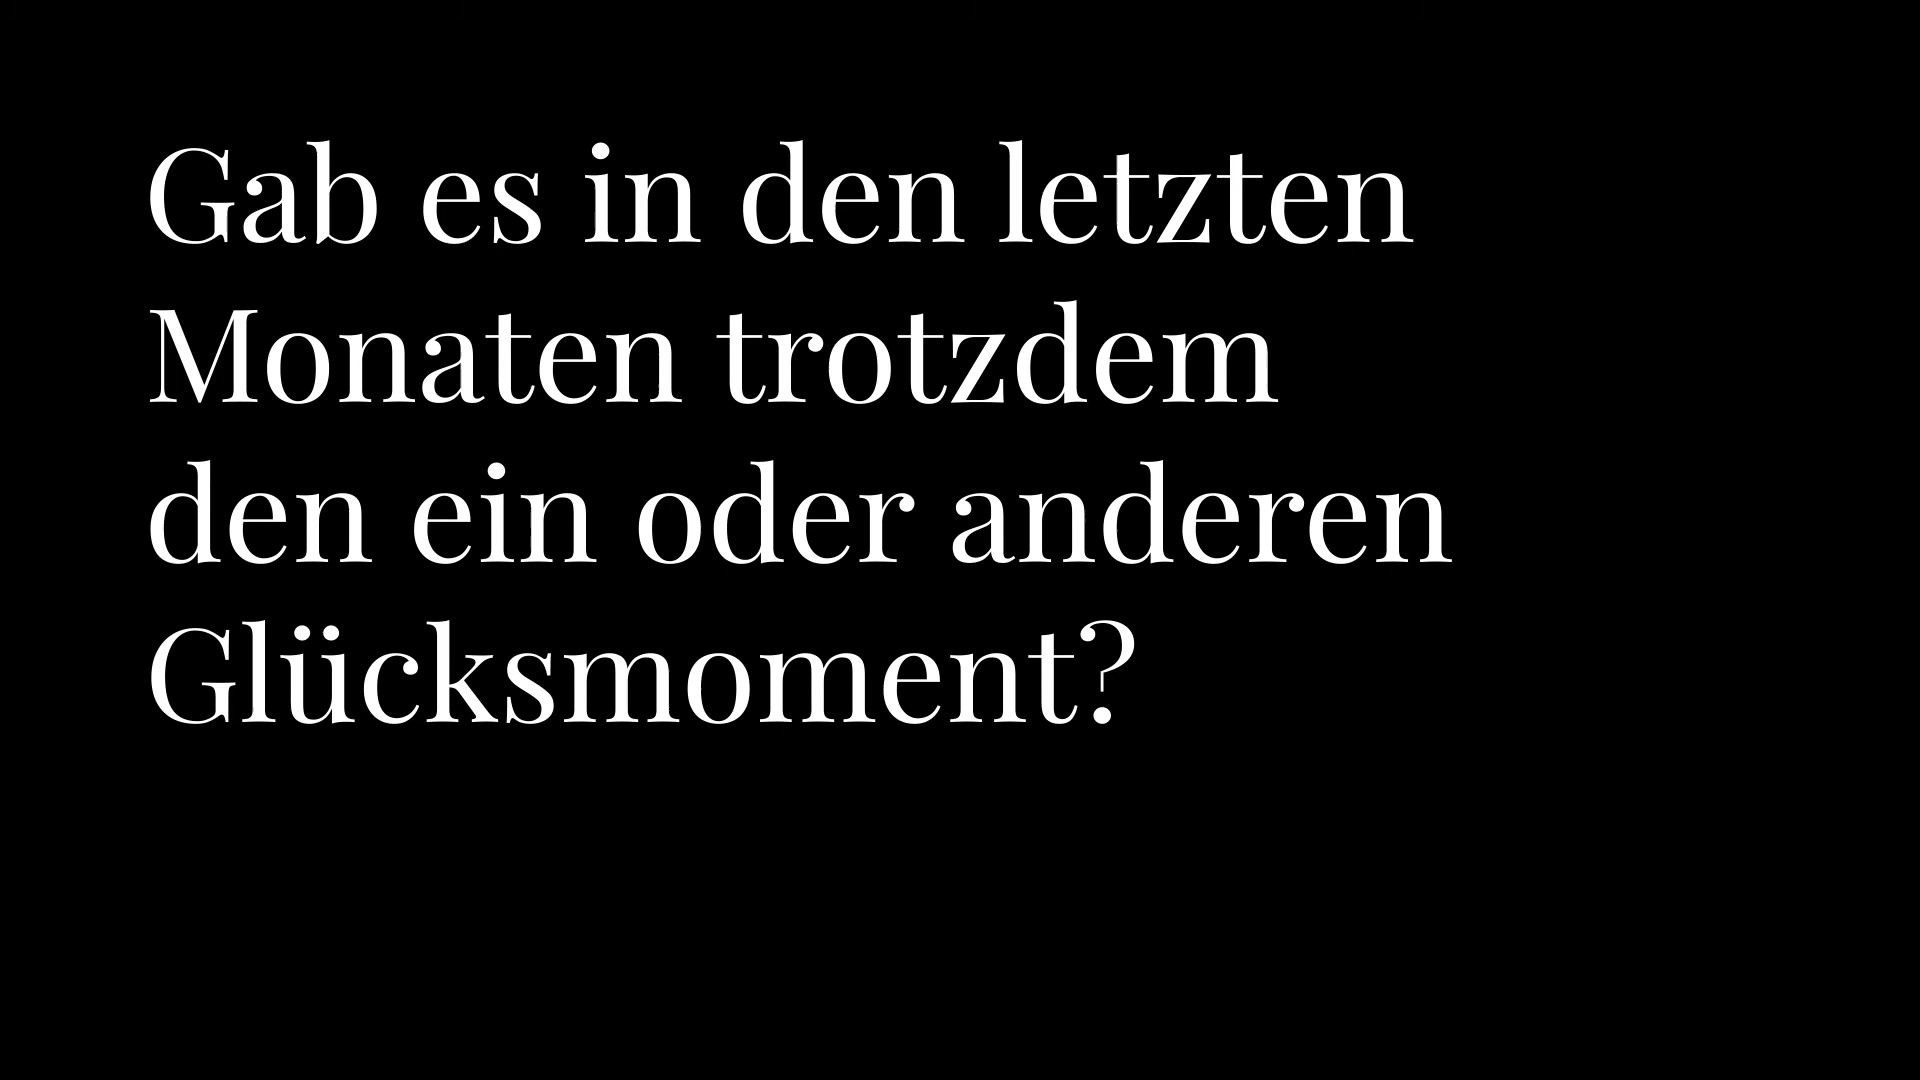 Gab es in den letzten
Monaten trotzdem
den ein oder anderen
Glücksmoment?